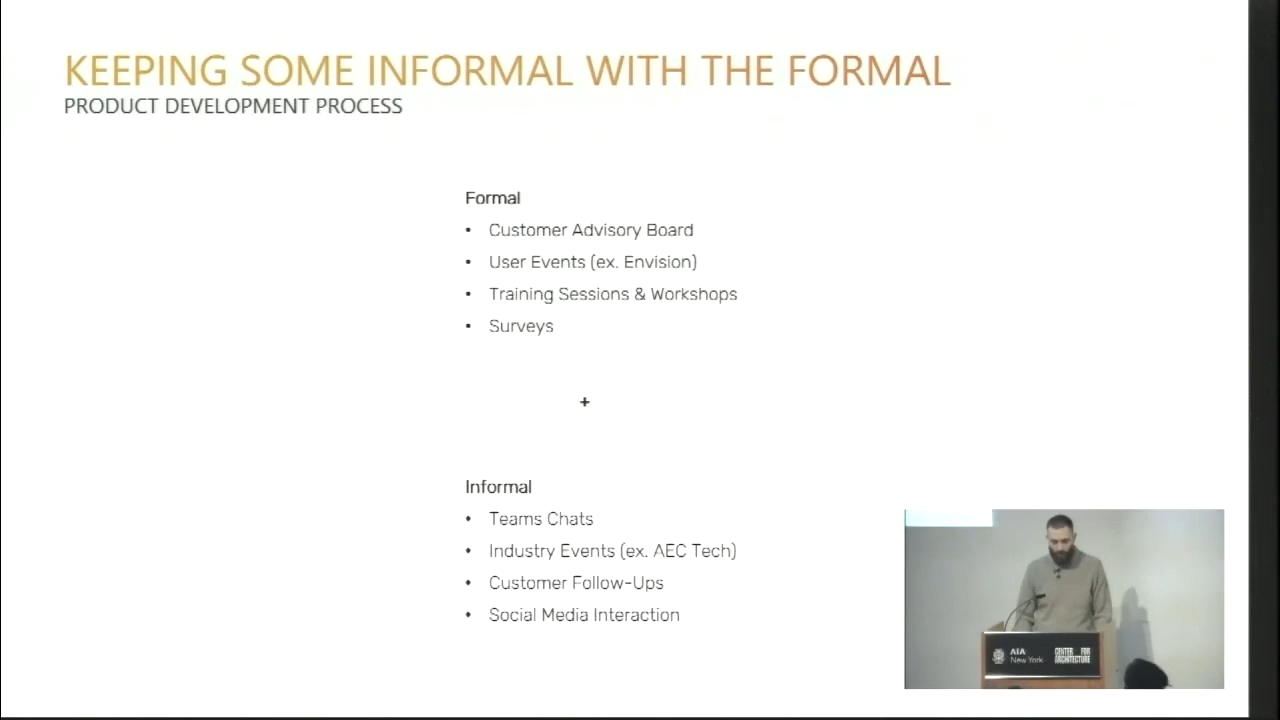 KEEPING SOME INFORMAL WITH THE FORMAL
PRODUCT DEVELOPMENT PROCESS
Formal
• Customer Advisory Board
• User Events (ex. Envision)
• Training Sessions & Workshops
• Surveys
+
Informal
• Teams Chats
• Industry Events (ex. AEC Tech)
• Customer Follow-Ups
• Social Media Interaction
AIA
New York
CENTER FOR
ARCHITECTURE